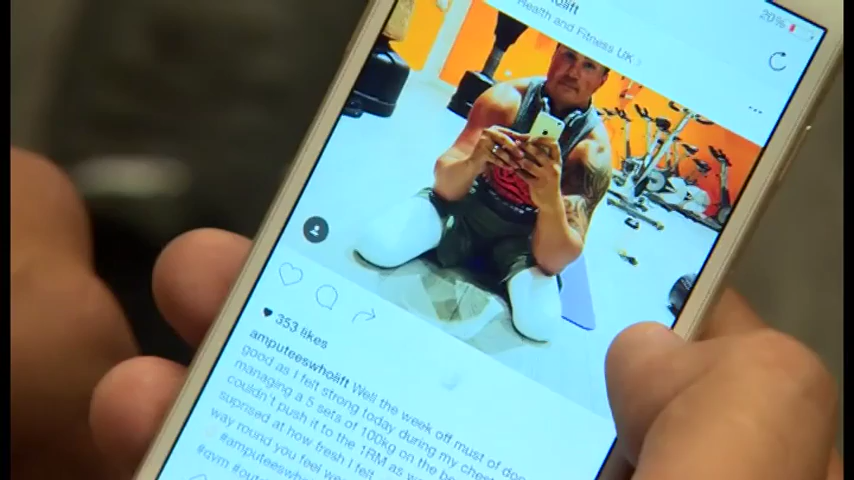 20%
Health and Fitness UK
353 likes
amputeeswholift Well the week off must of done
good as I felt strong today during my chest
managing a 5 sets of 100kg on the be
couldn't push it to the 1RM as w
suprised at how fresh I felt
way round you feel we
#amputeeswho
#gym #out